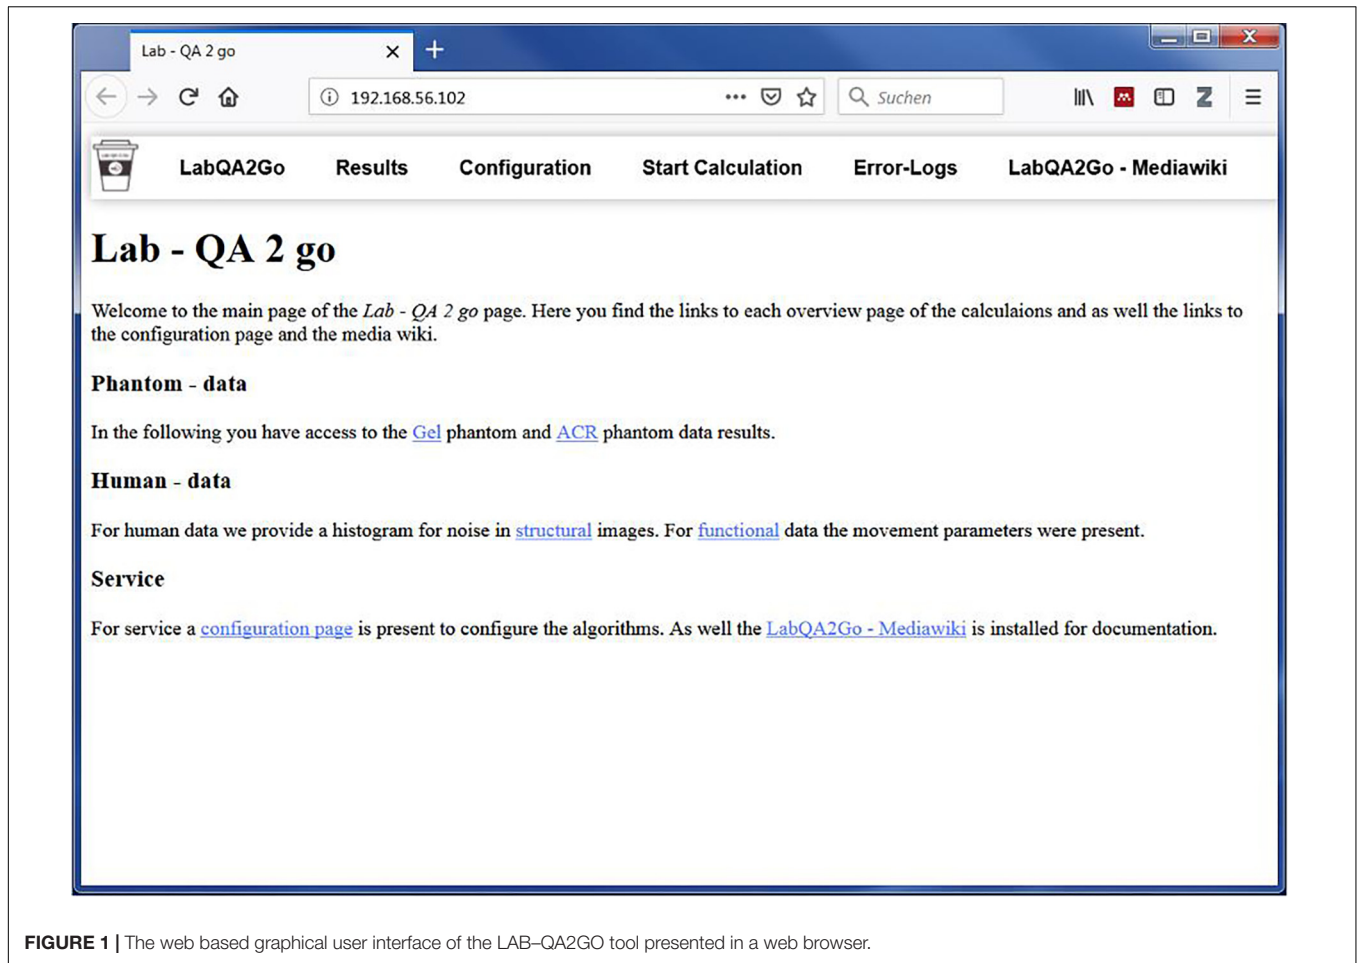 Lab - QA 2 go
192.168.56.102
Suchen
LabQA2Go Results Configuration Start Calculation Error-Logs LabQA2Go - Mediawiki
Lab - QA 2 go
Welcome to the main page of the Lab - QA 2 go page. Here you find the links to each overview page of the calculaions and as well the links to
the configuration page and the media wiki.
Phantom - data
In the following you have access to the Gel phantom and ACR phantom data results.
Human - data
For human data we provide a histogram for noise in structural images. For functional data the movement parameters were present.
Service
For service a configuration page is present to configure the algorithms. As well the LabQA2Go - Mediawiki is installed for documentation.
FIGURE 1 | The web based graphical user interface of the LAB–QA2GO tool presented in a web browser.